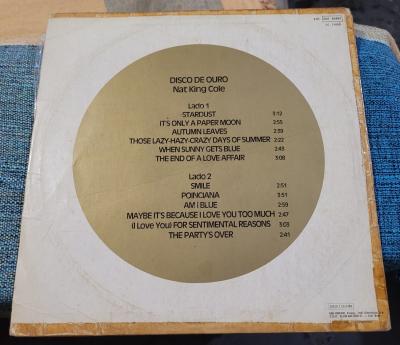 DISCO DE OURO
Nat King Cole
Lado 1
STARDUST 3:12
IT'S ONLY A PAPER MOON 2:55
AUTUMN LEAVES 2:39
THOSE LAZY-HAZY-CRAZY DAYS OF SUMMER 2:22
WHEN SUNNY GETS BLUE 2:43
THE END OF A LOVE AFFAIR 3:08
Lado 2
SMILE 2:51
POINCIANA 3:51
AM I BLUE 2:59
MAYBE IT'S BECAUSE I LOVE YOU TOO MUCH 2:47
(I Love You) FOR SENTIMENTAL REASONS 3:03
THE PARTY'S OVER 2:41